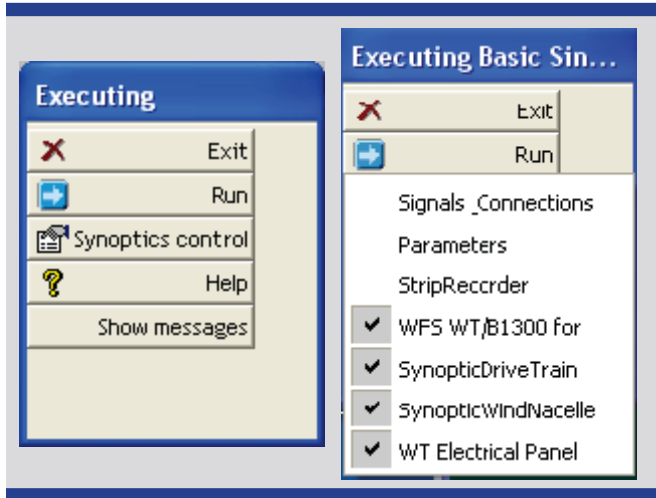 Executing
Exit
Run
Synoptics control
Help
Show messages
Executing Basic Sin...
Exit
Run
Signals _Connections
Parameters
StripReccrder
WFS WT/B1300 for
SynopticDriveTrain
SynopticWindNacelle
WT Electrical Panel